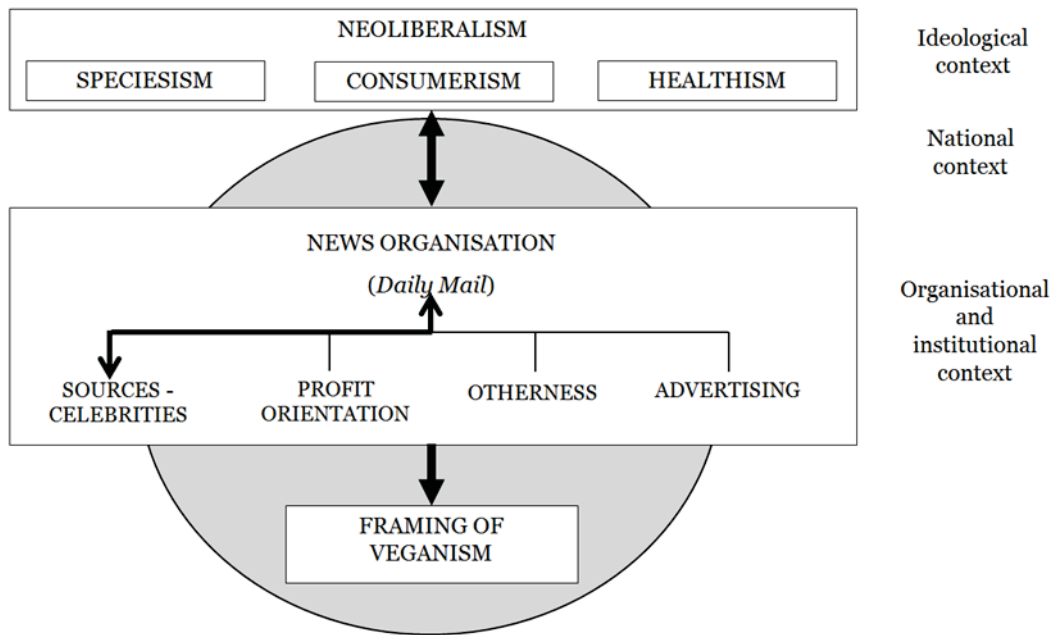 NEOLIBERALISM
SPECIESISM
CONSUMERISM
HEALTHISM
Ideological
context
National
context
NEWS ORGANISATION
(Daily Mail)
SOURCES -
CELEBRITIES
PROFIT
ORIENTATION
OTHERNESS
ADVERTISING
Organisational
and
institutional
context
FRAMING OF
VEGANISM